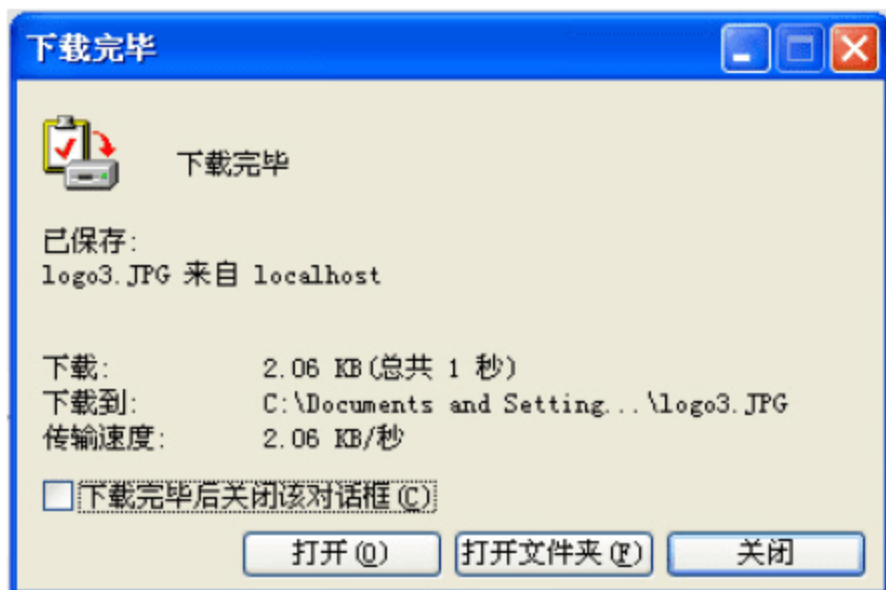 下载完毕
下载完毕
已保存:
logo3.JPG 来自 localhost
下载: 2.06 KB(总共 1 秒)
下载到: C:\Documents and Setting...\logo3.JPG
传输速度: 2.06 KB/秒
下载完毕后关闭该对话框(C)
打开(O) 打开文件夹(F) 关闭